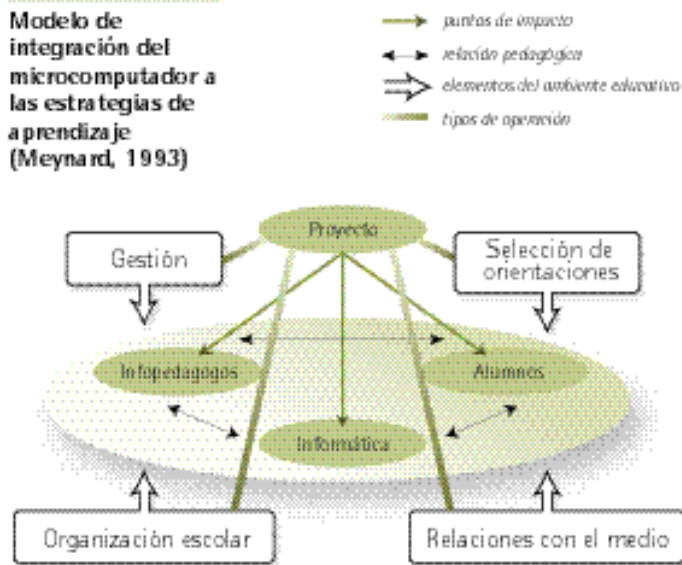 Modelo de
integración del
microcomputador a
las estrategias de
aprendizaje
(Meynard, 1993)
puntos de impacto
relación pedagógica
elementos del ambiente educativo
tipos de operación
Proyecto
Gestión
Selección de
orientaciones
Infopedagogos
Alumnos
Informática
Organización escolar
Relaciones con el medio